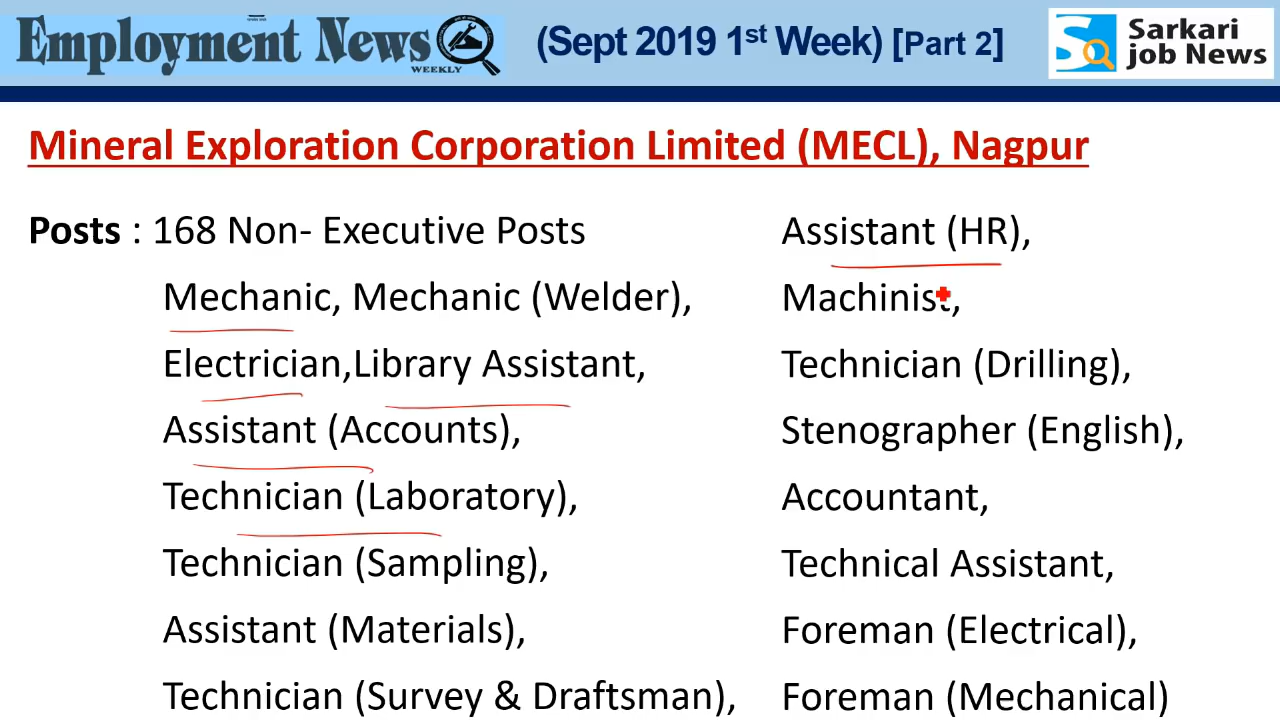 Employment News
WEEKLY
(Sept 2019 1st Week) [Part 2]
Sarkari
job News
Mineral Exploration Corporation Limited (MECL), Nagpur
Posts : 168 Non- Executive Posts
Mechanic, Mechanic (Welder),
Electrician,Library Assistant,
Assistant (Accounts),
Technician (Laboratory),
Technician (Sampling),
Assistant (Materials),
Technician (Survey & Draftsman),
Assistant (HR),
Machinist,
Technician (Drilling),
Stenographer (English),
Accountant,
Technical Assistant,
Foreman (Electrical),
Foreman (Mechanical)